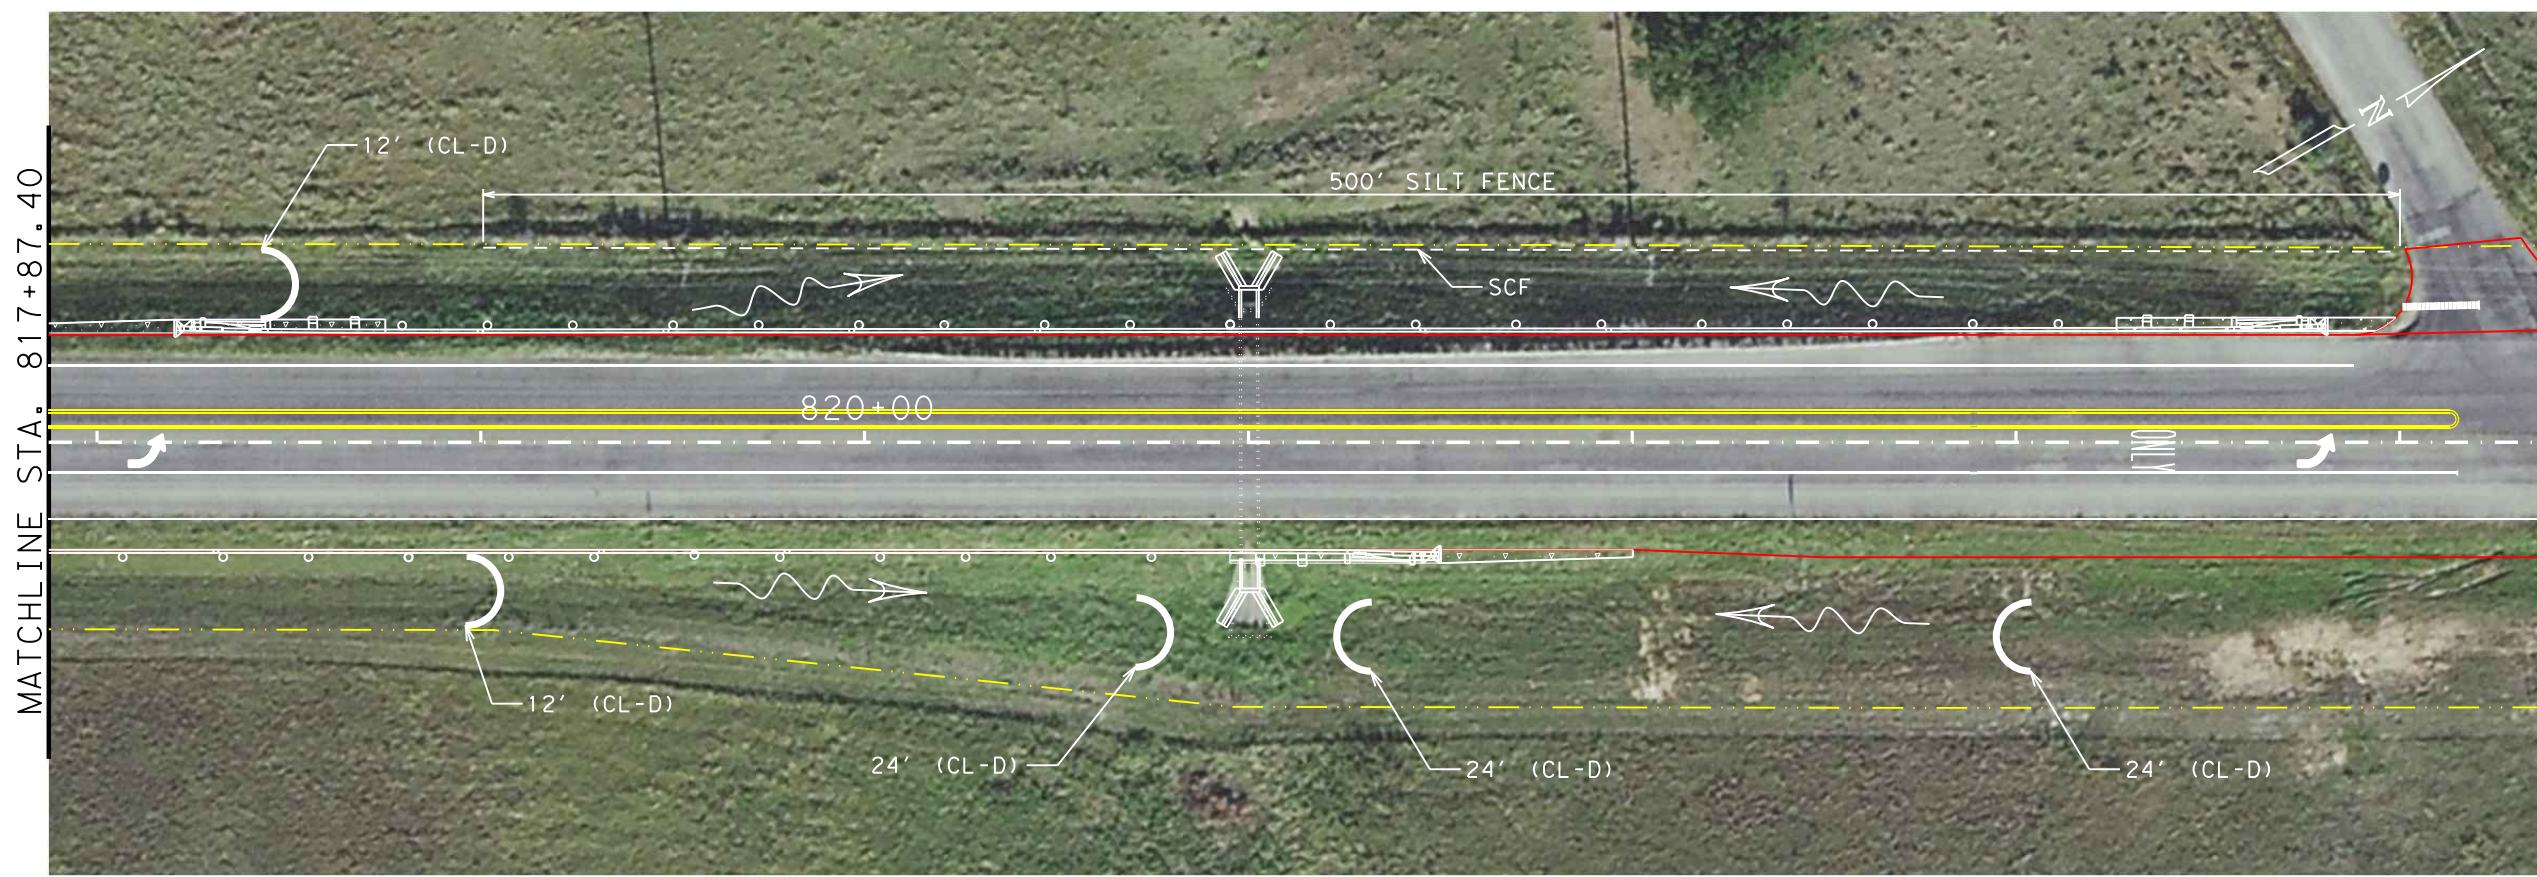 MATCHLINE STA. 817+87.40
12' (CL-D)
500' SILT FENCE
N
SCF
820+00
ONLY
12' (CL-D)
24' (CL-D)
24' (CL-D)
24' (CL-D)